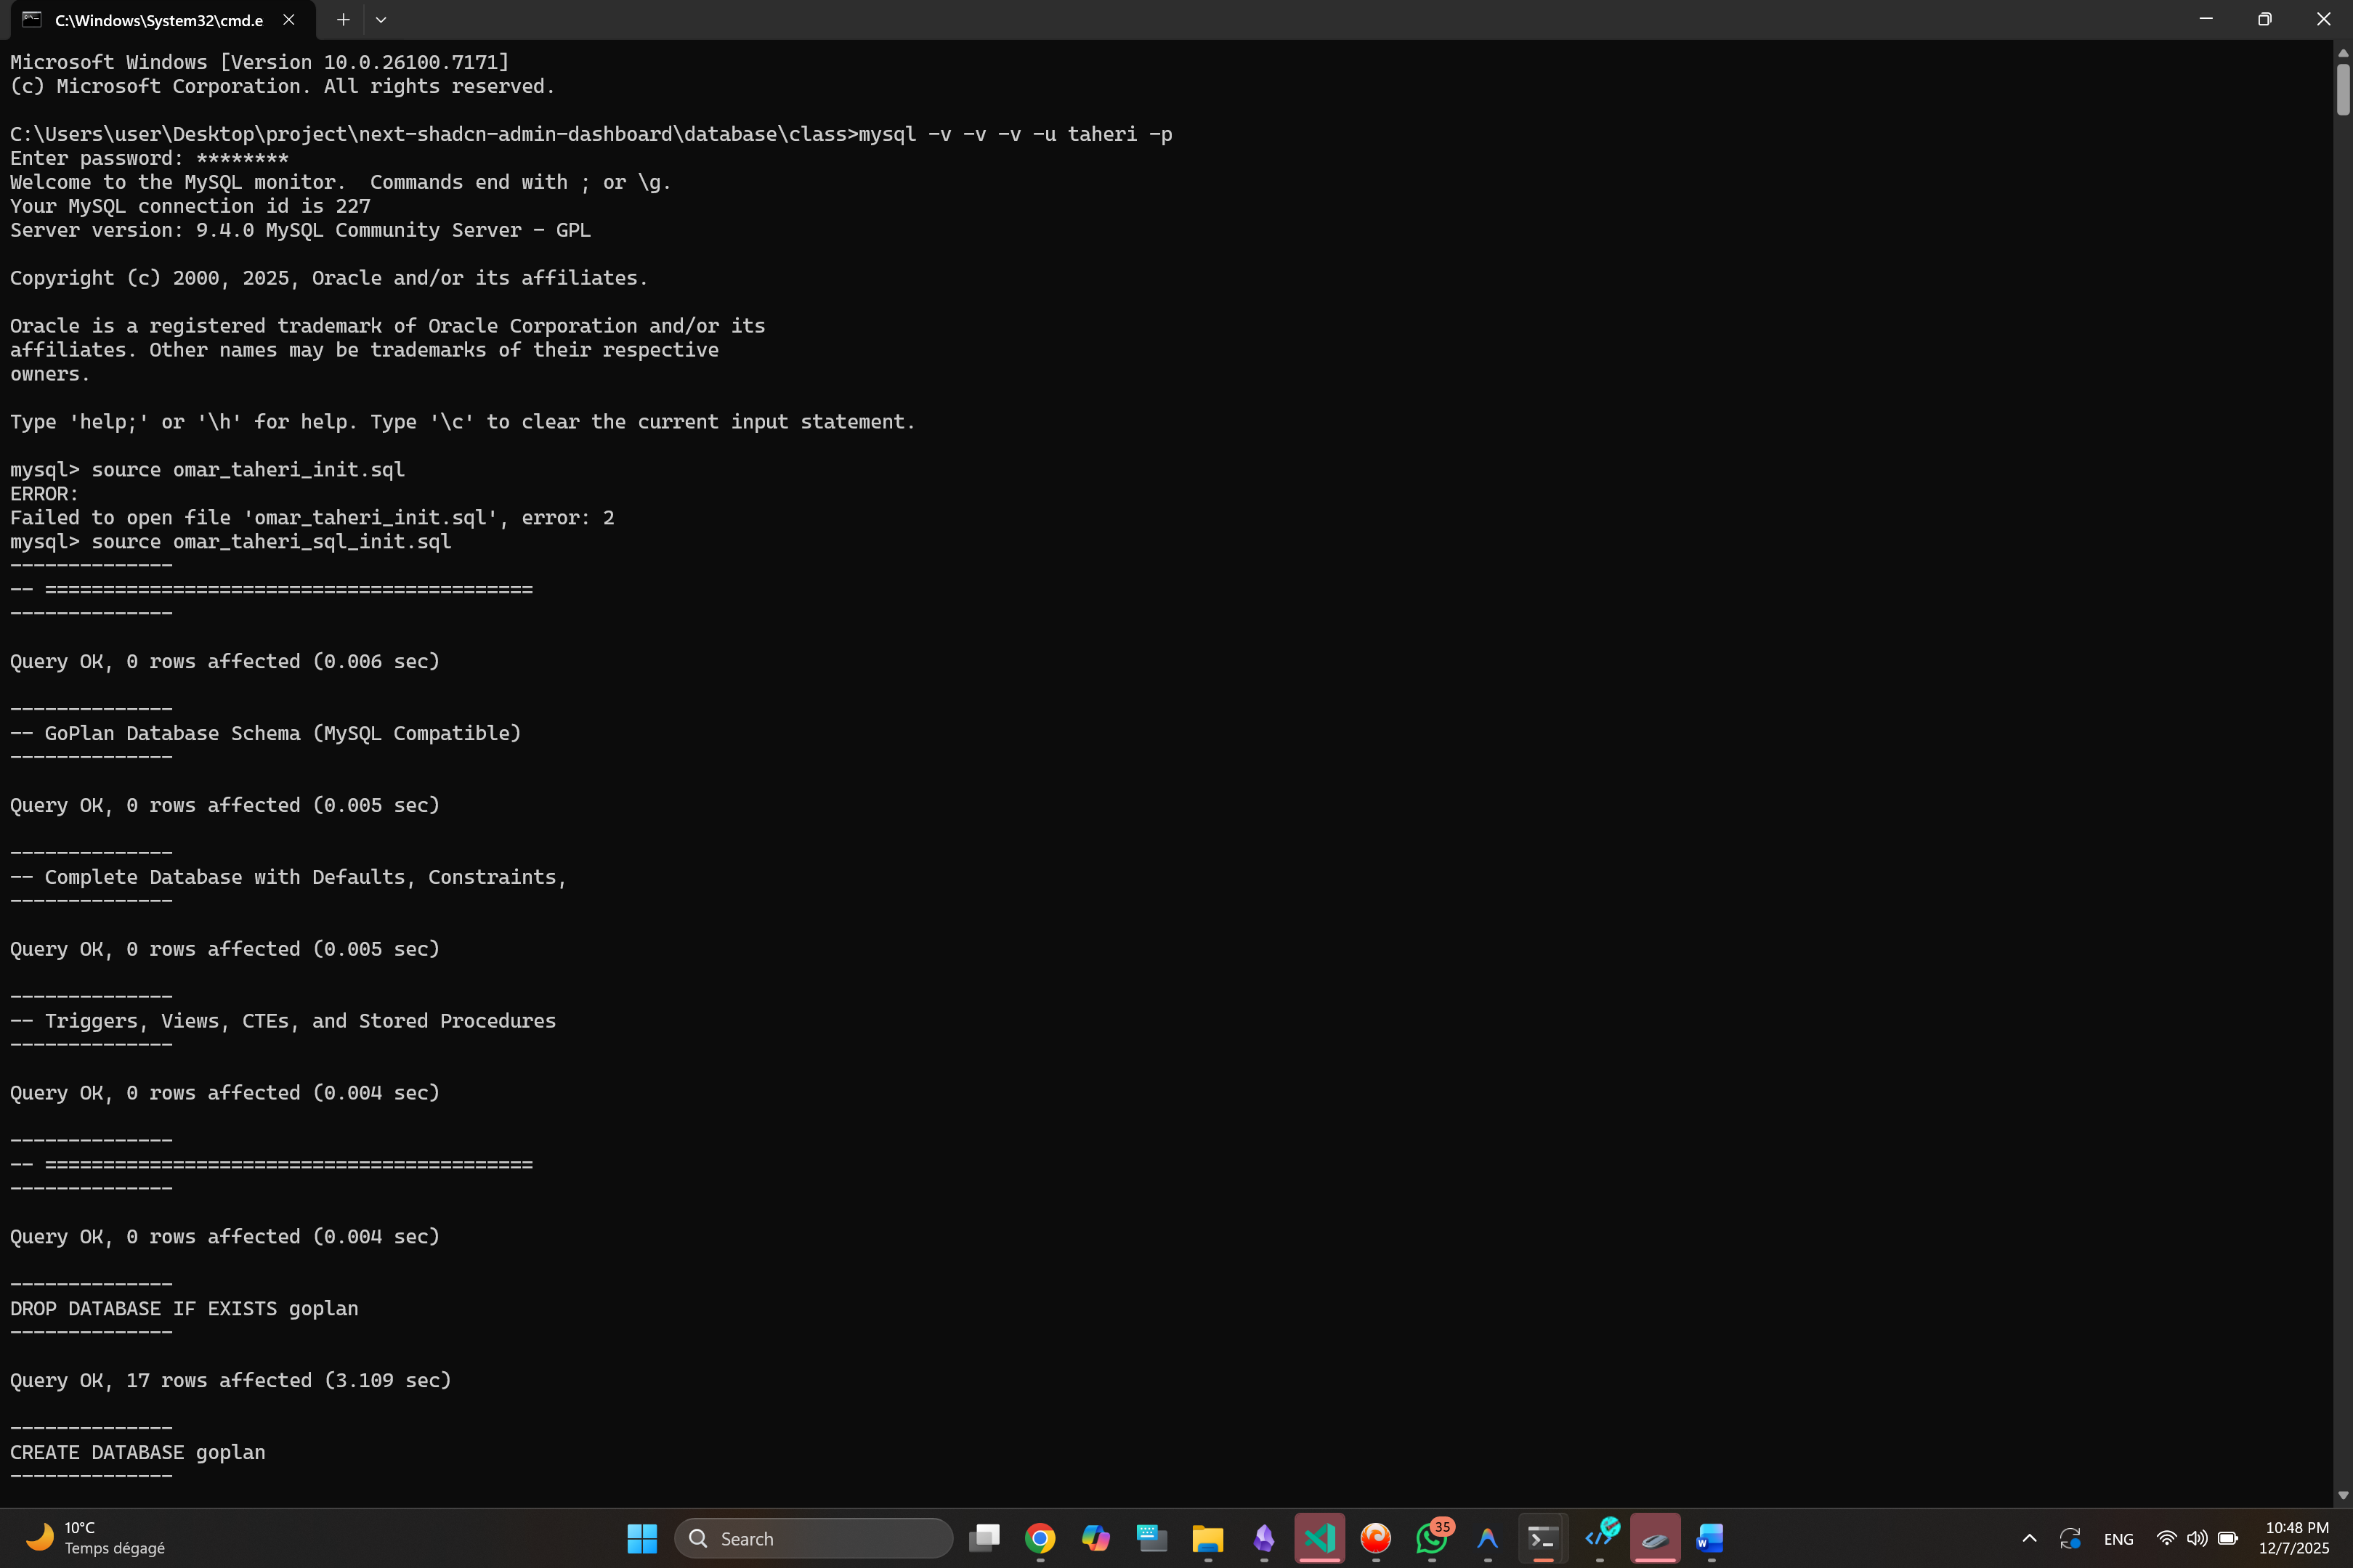 C:\Windows\System32\cmd.e
Microsoft Windows [Version 10.0.26100.7171]
(c) Microsoft Corporation. All rights reserved.
C:\Users\user\Desktop\project\next-shadcn-admin-dashboard\database\class>mysql -v -v -v -u taheri -p
Enter password: ********
Welcome to the MySQL monitor.  Commands end with ; or \g.
Your MySQL connection id is 227
Server version: 9.4.0 MySQL Community Server - GPL
Copyright (c) 2000, 2025, Oracle and/or its affiliates.
Oracle is a registered trademark of Oracle Corporation and/or its
affiliates. Other names may be trademarks of their respective
owners.
Type 'help;' or '\h' for help. Type '\c' to clear the current input statement.
mysql> source omar_taheri_init.sql
ERROR:
Failed to open file 'omar_taheri_init.sql', error: 2
mysql> source omar_taheri_sql_init.sql
--------------
-- ==========================================
--------------
Query OK, 0 rows affected (0.006 sec)
--------------
-- GoPlan Database Schema (MySQL Compatible)
--------------
Query OK, 0 rows affected (0.005 sec)
--------------
-- Complete Database with Defaults, Constraints,
--------------
Query OK, 0 rows affected (0.005 sec)
--------------
-- Triggers, Views, CTEs, and Stored Procedures
--------------
Query OK, 0 rows affected (0.004 sec)
--------------
-- ==========================================
--------------
Query OK, 0 rows affected (0.004 sec)
--------------
DROP DATABASE IF EXISTS goplan
--------------
Query OK, 17 rows affected (3.109 sec)
--------------
CREATE DATABASE goplan
--------------
10°C
Temps dégagé
Search
35
ENG
10:48 PM
12/7/2025